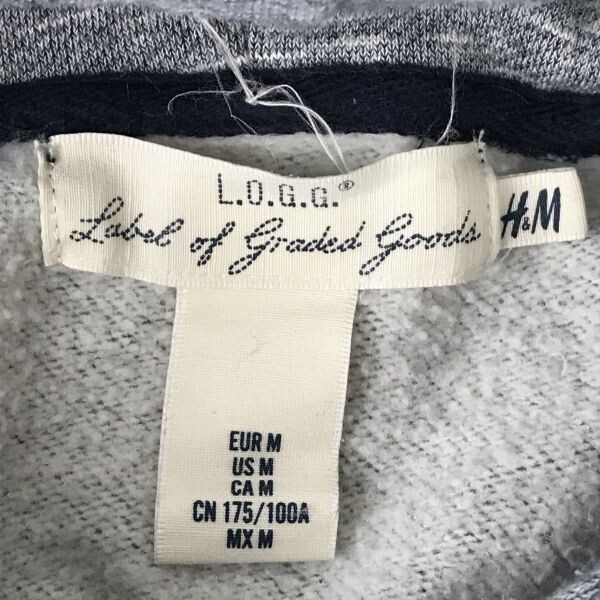 L.O.G.G.®
Label of Graded Goods
H&M
EUR M
US M
CA M
CN 175/100A
MX M